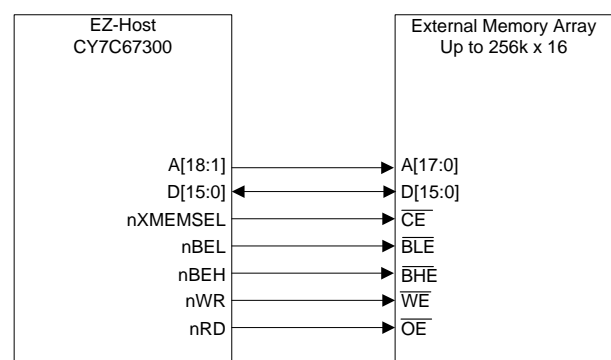 EZ-Host
CY7C67300
External Memory Array
Up to 256k x 16
A[18:1]
A[17:0]
D[15:0]
D[15:0]
nXMEMSEL
CE
nBEL
BLE
nBEH
BHE
nWR
WE
nRD
OE